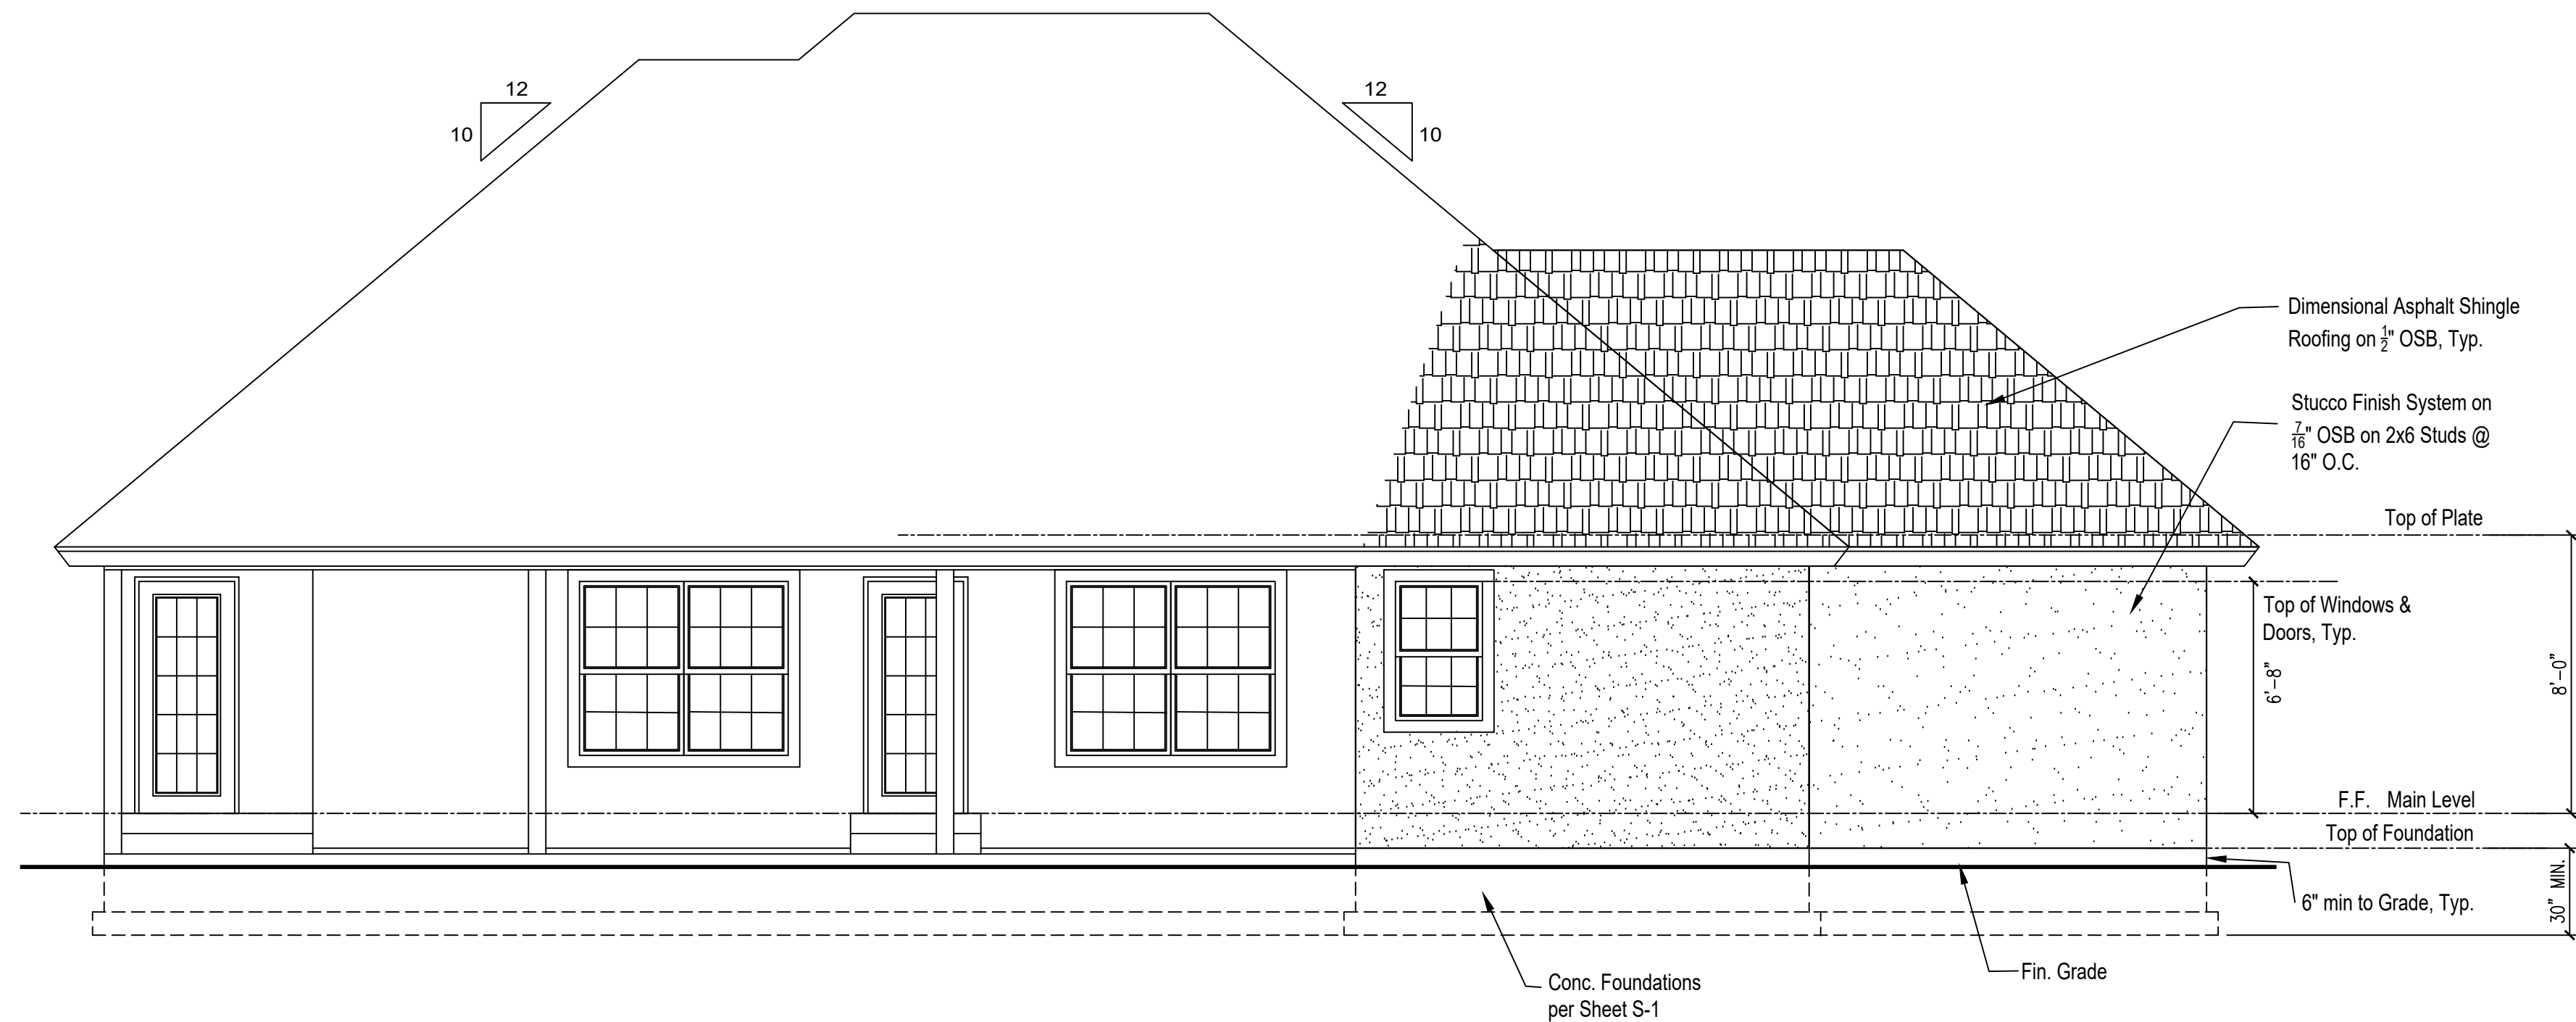 12
10
12
10
Dimensional Asphalt Shingle
Roofing on 1/2" OSB, Typ.
Stucco Finish System on
7/16" OSB on 2x6 Studs @
16" O.C.
Top of Plate
Top of Windows &
Doors, Typ.
6'-8"
8'-0"
F.F. Main Level
Top of Foundation
30" MIN.
6" min to Grade, Typ.
Fin. Grade
Conc. Foundations
per Sheet S-1